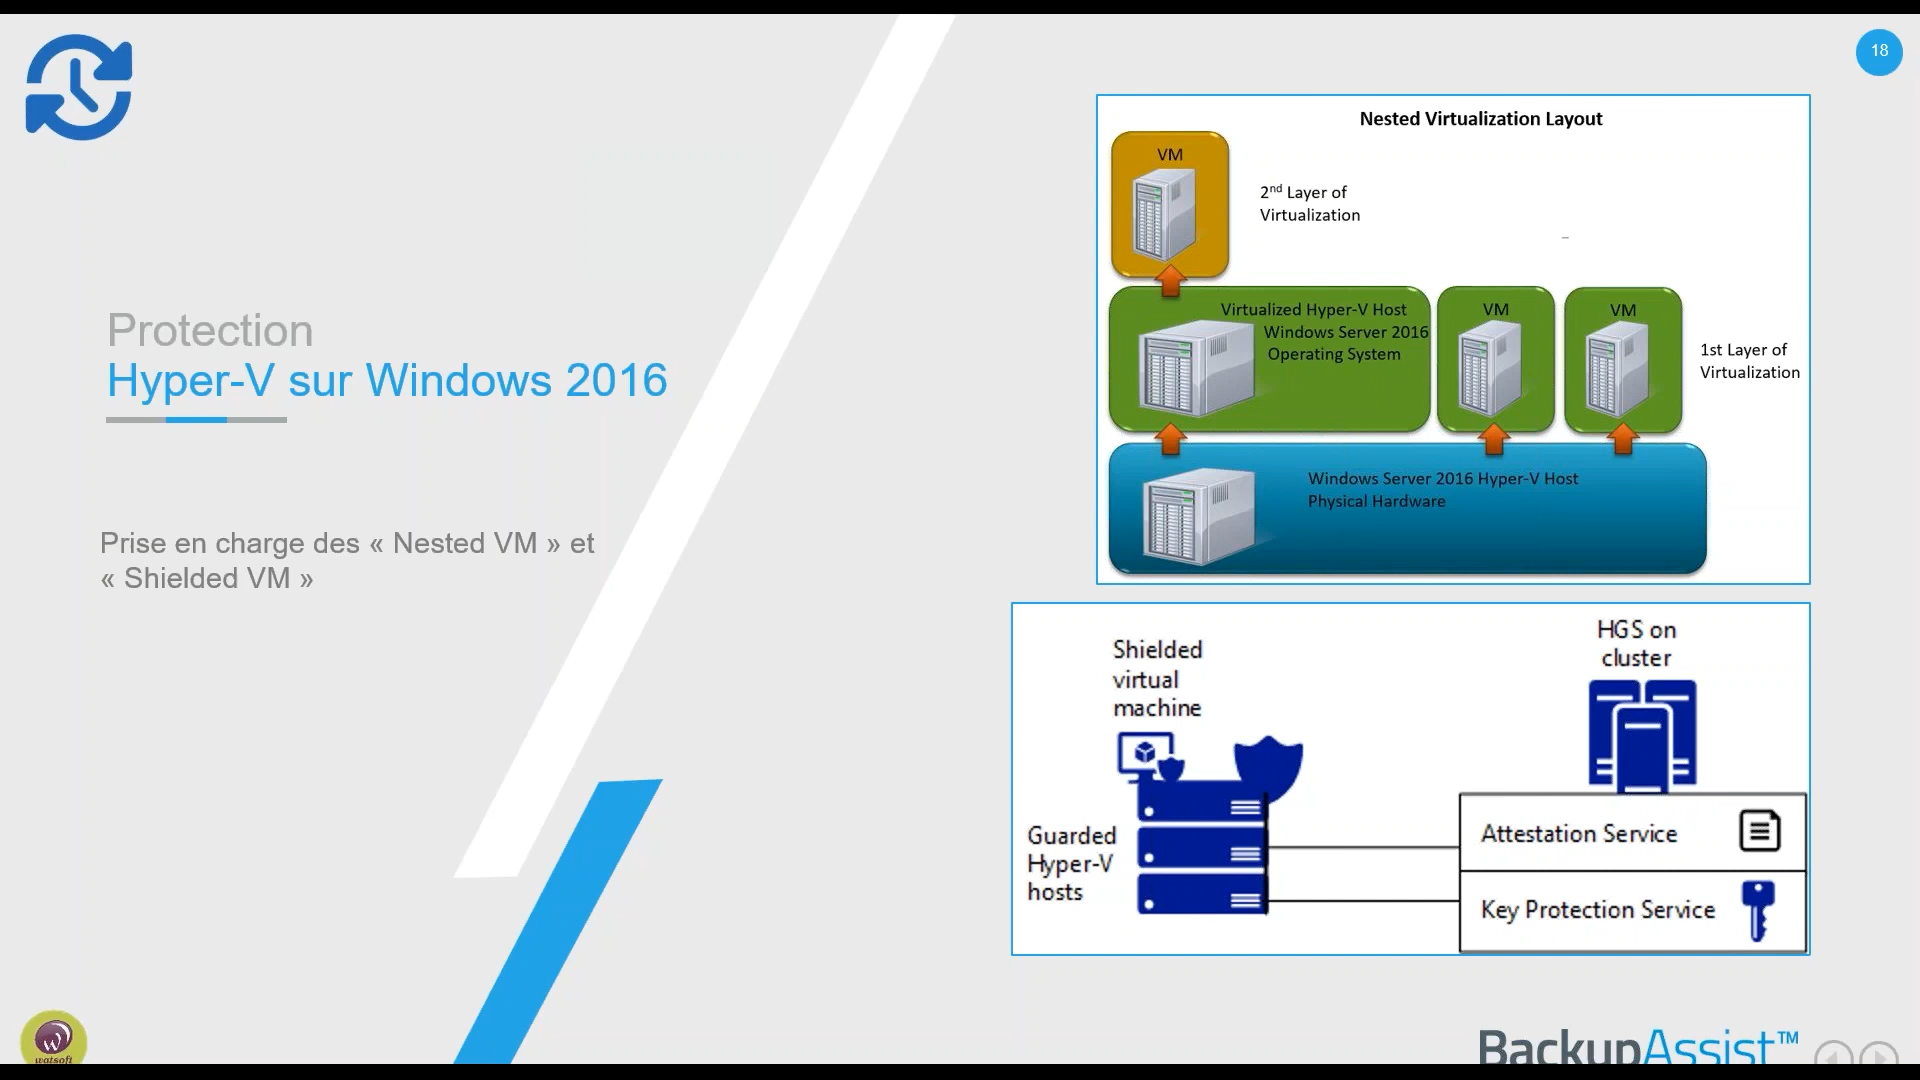 18
Protection
Hyper-V sur Windows 2016
Prise en charge des « Nested VM » et
« Shielded VM »
Nested Virtualization Layout
VM
2nd Layer of
Virtualization
Virtualized Hyper-V Host
Windows Server 2016
Operating System
VM
VM
1st Layer of
Virtualization
Windows Server 2016 Hyper-V Host
Physical Hardware
Shielded
virtual
machine
HGS on
cluster
Guarded
Hyper-V
hosts
Attestation Service
Key Protection Service
watsoft
BackupAssist™